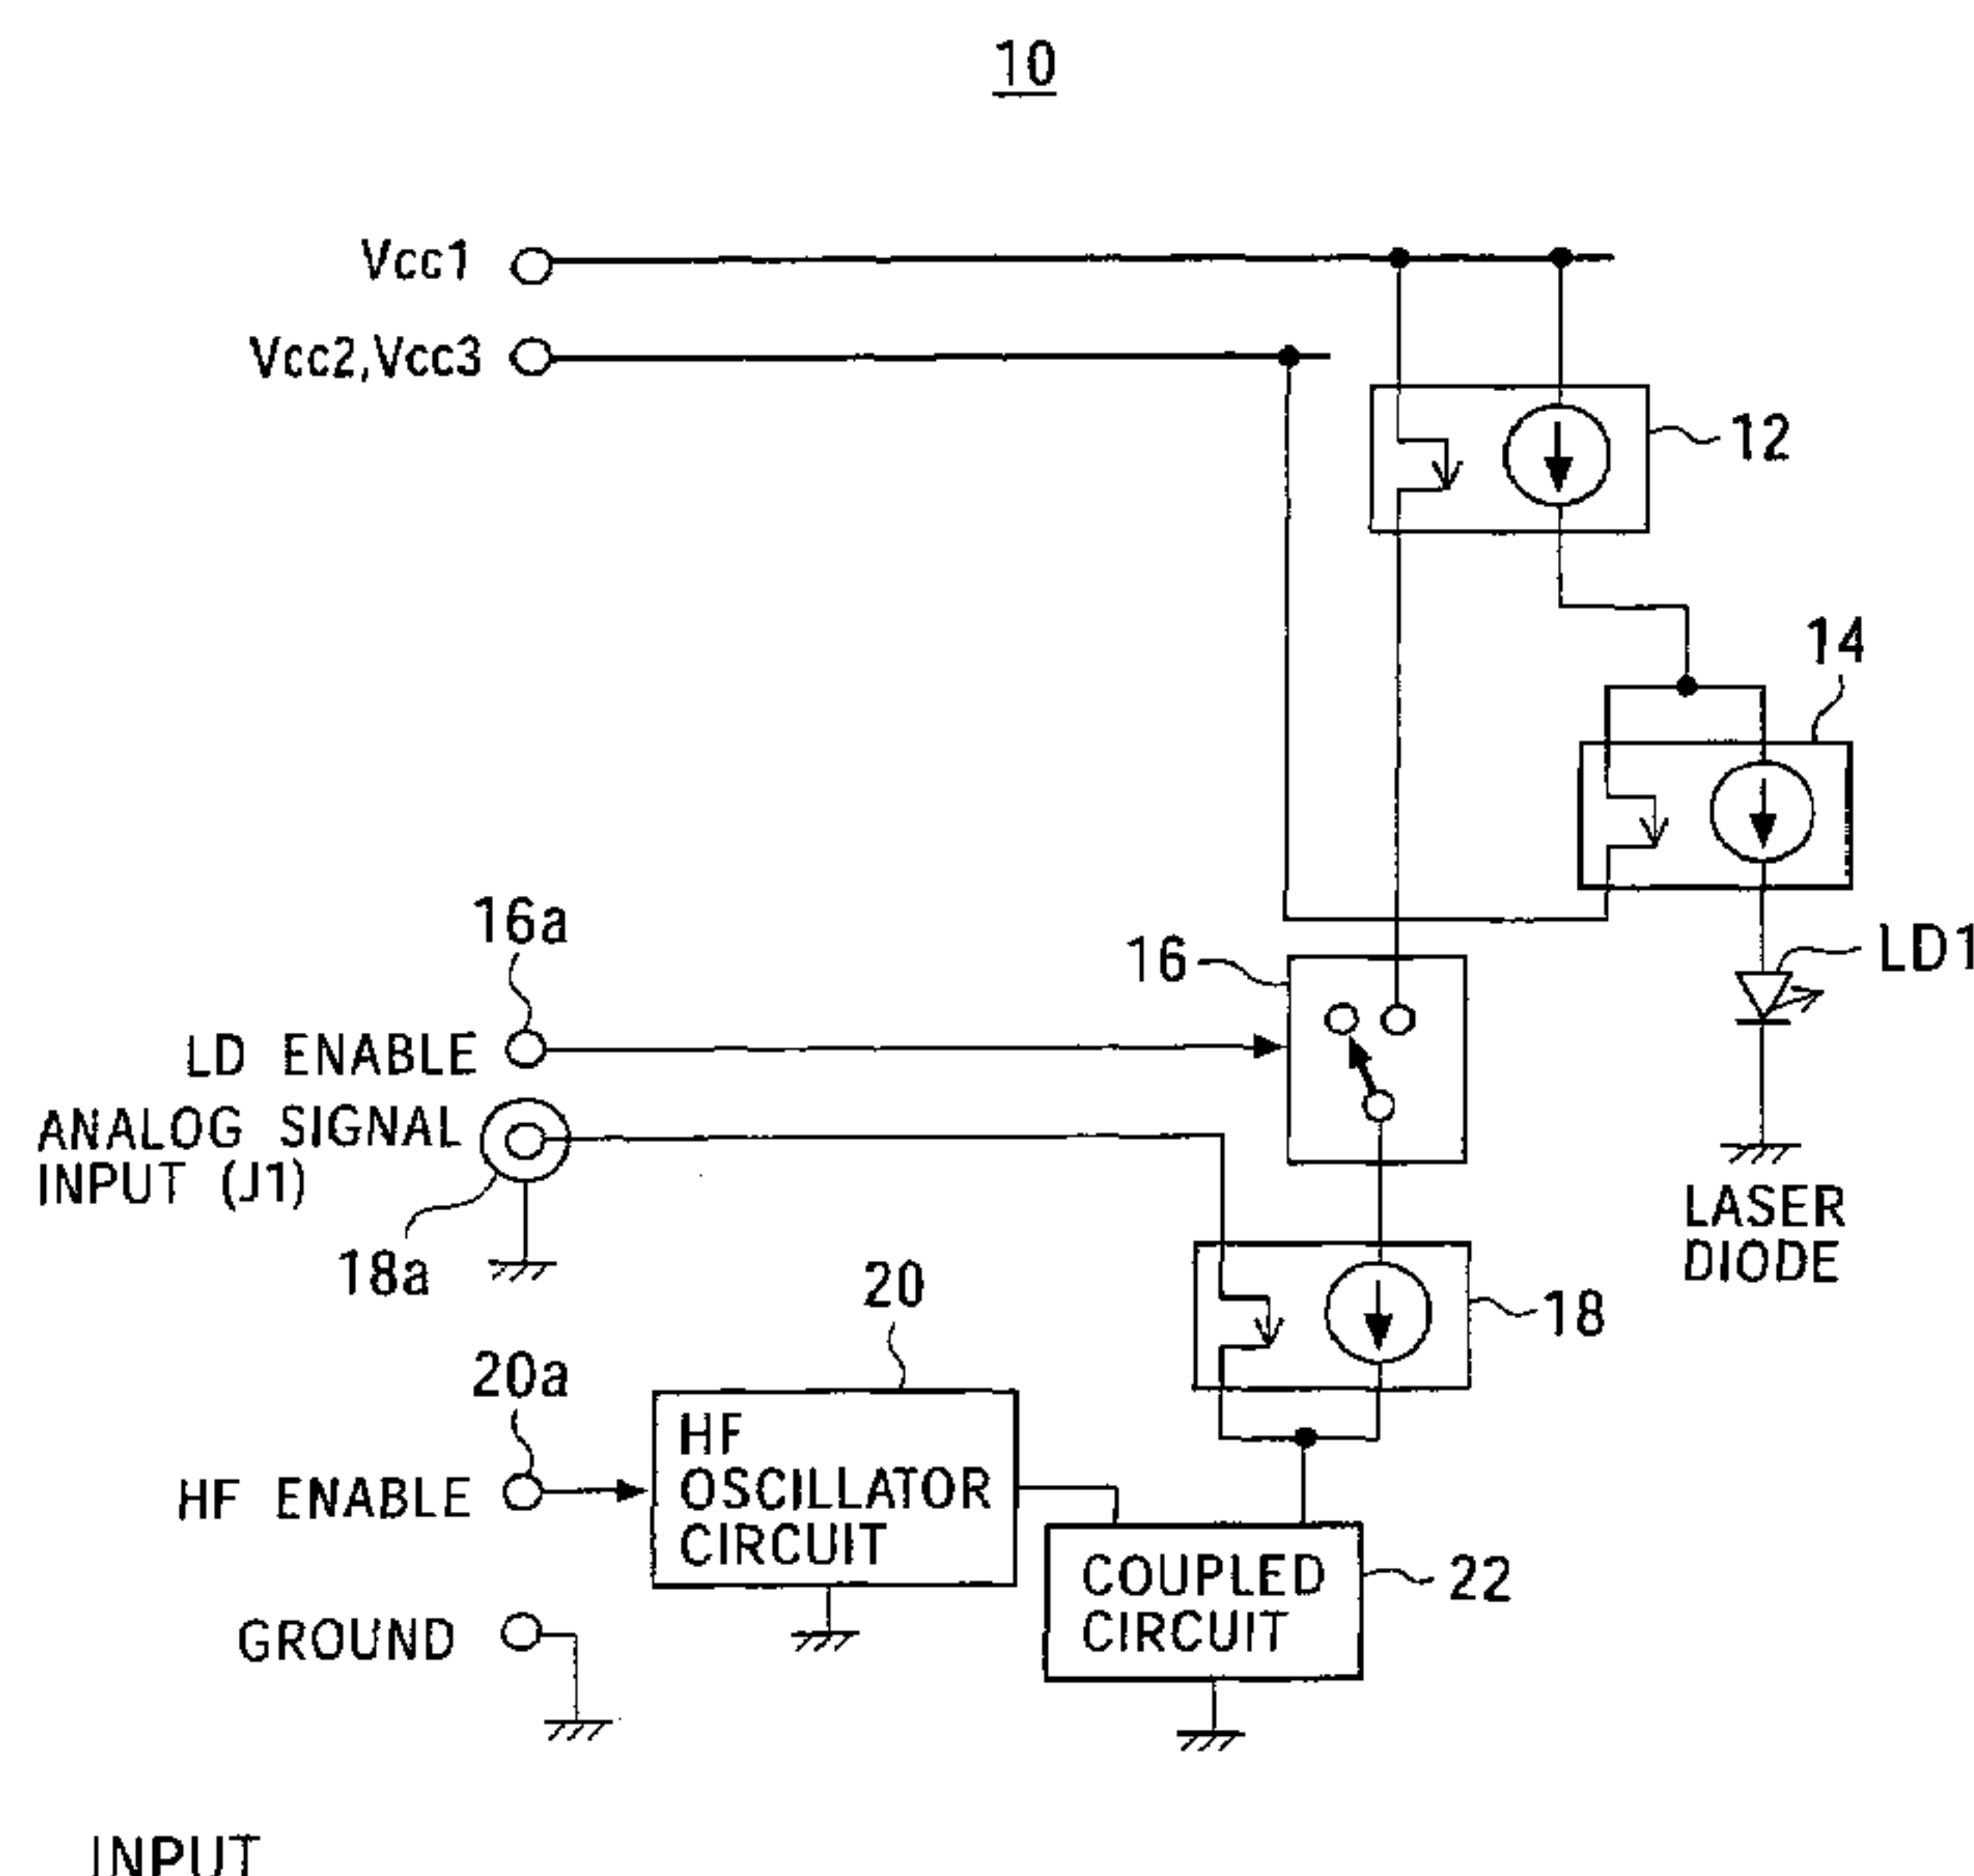 10
Vcc1
Vcc2,Vcc3
12
14
16a
16
LD1
LD ENABLE
ANALOG SIGNAL
INPUT (J1)
18a
LASER
DIODE
20
18
20a
HF
OSCILLATOR
CIRCUIT
HF ENABLE
COUPLED
CIRCUIT
22
GROUND
INPUT